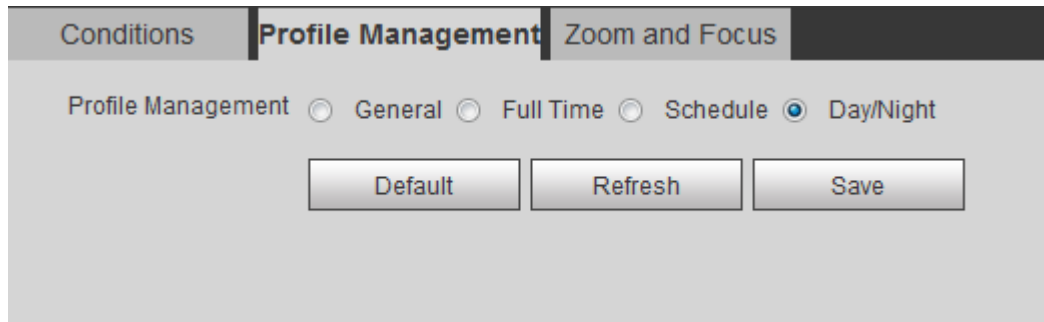 Conditions Profile Management Zoom and Focus
Profile Management General Full Time Schedule Day/Night
Default Refresh Save